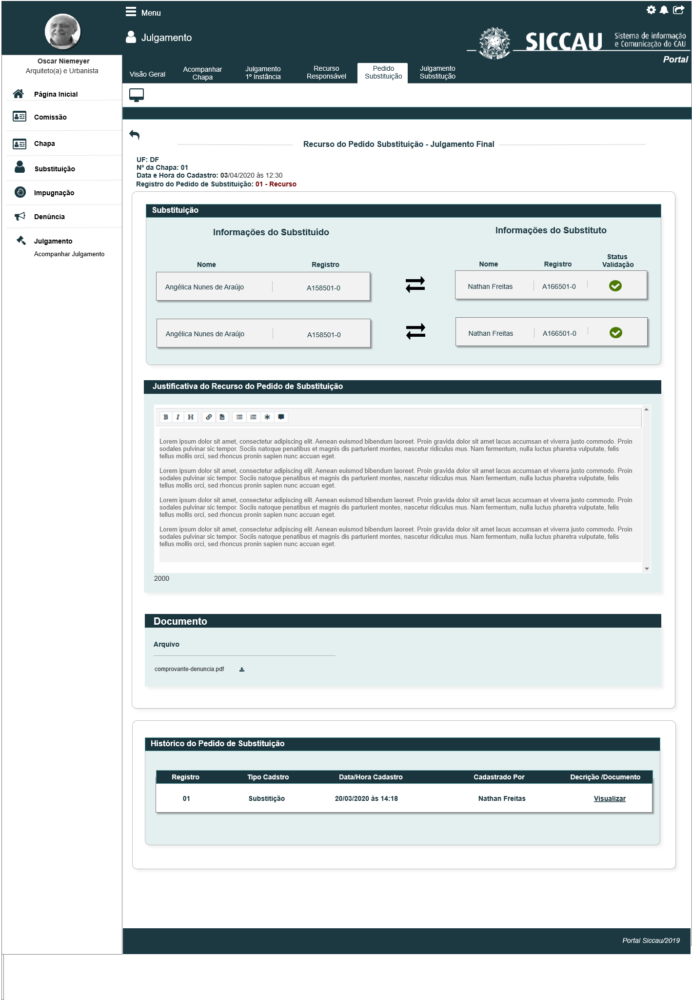 Menu
Julgamento
SICCAU Sistema de informação
e Comunicação do CAU
Portal
Oscar Niemeyer
Arquiteto(a) e Urbanista
Visão Geral
Acompanhar
Chapa
Julgamento
1º Instância
Recurso
Responsável
Pedido
Substituição
Julgamento
Substitução
Página Inicial
Comissão
Chapa
Substituição
Impugnação
Denúncia
Julgamento
Acompanhar Julgamento
Recurso do Pedido Substituição - Julgamento Final
UF: DF
Nº da Chapa: 01
Data e Hora do Cadastro: 03/04/2020 às 12:30
Registro do Pedido de Substituição: 01 - Recurso
Substituição
Informações do Substituído
Informações do Substituto
Nome Registro
Nome Registro Status
Validação
Angélica Nunes de Araújo A158501-0 Nathan Freitas A166501-0
Angélica Nunes de Araújo A158501-0 Nathan Freitas A166501-0
Justificativa do Recurso do Pedido de Substituição
B I H
Lorem ipsum dolor sit amet, consectetur adipiscing elit. Aenean euismod bibendum laoreet. Proin gravida dolor sit amet lacus accumsan et viverra justo commodo. Proin
sodales pulvinar sic tempor. Sociis natoque penatibus et magnis dis parturient montes, nascetur ridiculus mus. Nam fermentum, nulla luctus pharetra vulputate, felis
tellus mollis orci, sed rhoncus pronin sapien nunc accuan eget.
Lorem ipsum dolor sit amet, consectetur adipiscing elit. Aenean euismod bibendum laoreet. Proin gravida dolor sit amet lacus accumsan et viverra justo commodo. Proin
sodales pulvinar sic tempor. Sociis natoque penatibus et magnis dis parturient montes, nascetur ridiculus mus. Nam fermentum, nulla luctus pharetra vulputate, felis
tellus mollis orci, sed rhoncus pronin sapien nunc accuan eget.
Lorem ipsum dolor sit amet, consectetur adipiscing elit. Aenean euismod bibendum laoreet. Proin gravida dolor sit amet lacus accumsan et viverra justo commodo. Proin
sodales pulvinar sic tempor. Sociis natoque penatibus et magnis dis parturient montes, nascetur ridiculus mus. Nam fermentum, nulla luctus pharetra vulputate, felis
tellus mollis orci, sed rhoncus pronin sapien nunc accuan eget.
Lorem ipsum dolor sit amet, consectetur adipiscing elit. Aenean euismod bibendum laoreet. Proin gravida dolor sit amet lacus accumsan et viverra justo commodo. Proin
sodales pulvinar sic tempor. Sociis natoque penatibus et magnis dis parturient montes, nascetur ridiculus mus. Nam fermentum, nulla luctus pharetra vulputate, felis
tellus mollis orci, sed rhoncus pronin sapien nunc accuan eget.
2000
Documento
Arquivo
comprovante-denuncia.pdf
Histórico do Pedido de Substituição
Registro Tipo Cadstro Data/Hora Cadastro Cadastrado Por Decrição /Documento
01 Substitição 20/03/2020 às 14:18 Nathan Freitas Visualizar
Portal Siccau/2019